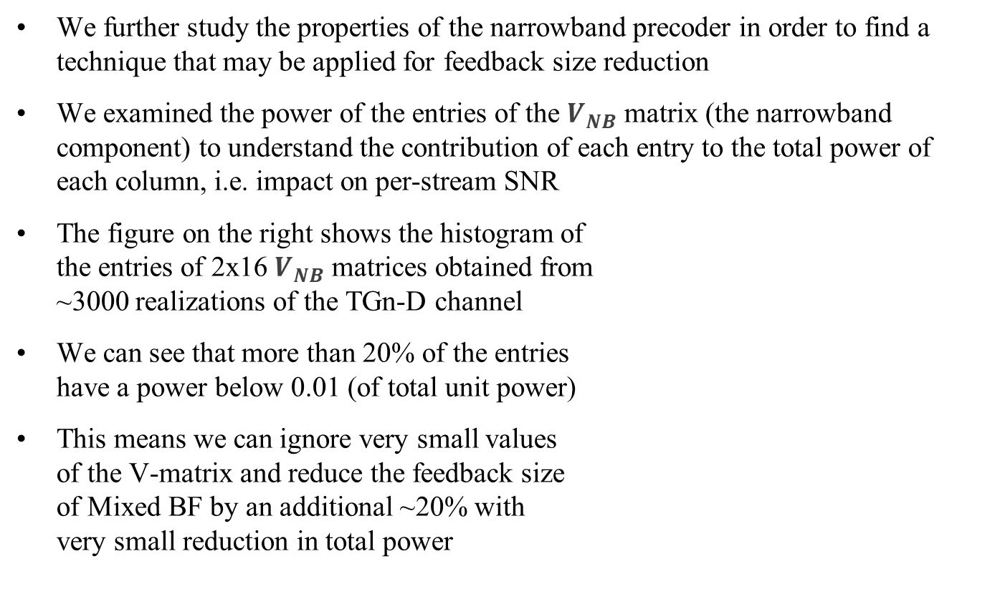 • We further study the properties of the narrowband precoder in order to find a
technique that may be applied for feedback size reduction
• We examined the power of the entries of the V_NB matrix (the narrowband
component) to understand the contribution of each entry to the total power of
each column, i.e. impact on per-stream SNR
• The figure on the right shows the histogram of
the entries of 2x16 V_NB matrices obtained from
~3000 realizations of the TGn-D channel
• We can see that more than 20% of the entries
have a power below 0.01 (of total unit power)
• This means we can ignore very small values
of the V-matrix and reduce the feedback size
of Mixed BF by an additional ~20% with
very small reduction in total power